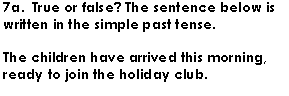 7a. True or false? The sentence below is
written in the simple past tense.
The children have arrived this morning,
ready to join the holiday club.